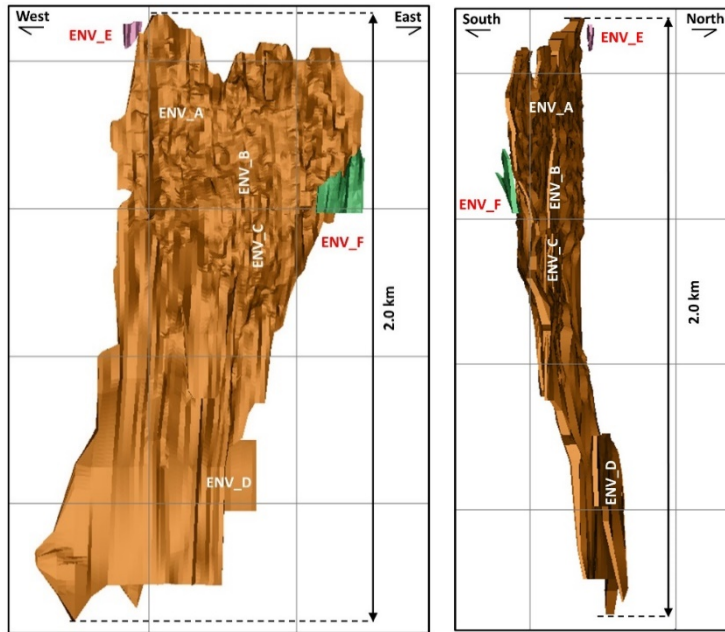 West
East
ENV_E
ENV_A
ENV_B
ENV_C
ENV_F
ENV_D
2.0 km
South
North
ENV_E
ENV_A
ENV_B
ENV_F
ENV_C
ENV_D
2.0 km